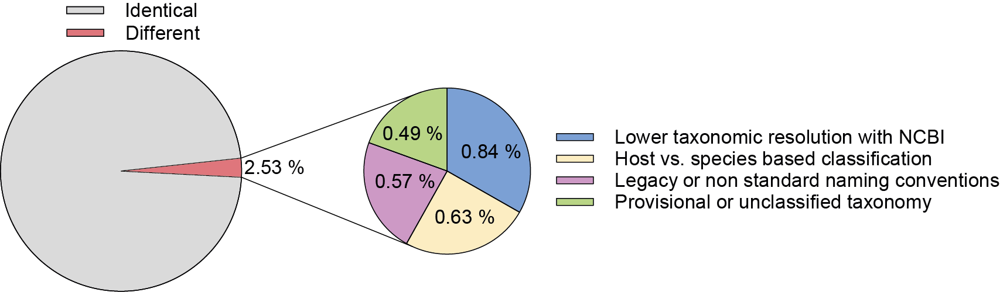 Identical
Different
2.53 %
0.49 %
0.84 %
0.57 %
0.63 %
Lower taxonomic resolution with NCBI
Host vs. species based classification
Legacy or non standard naming conventions
Provisional or unclassified taxonomy